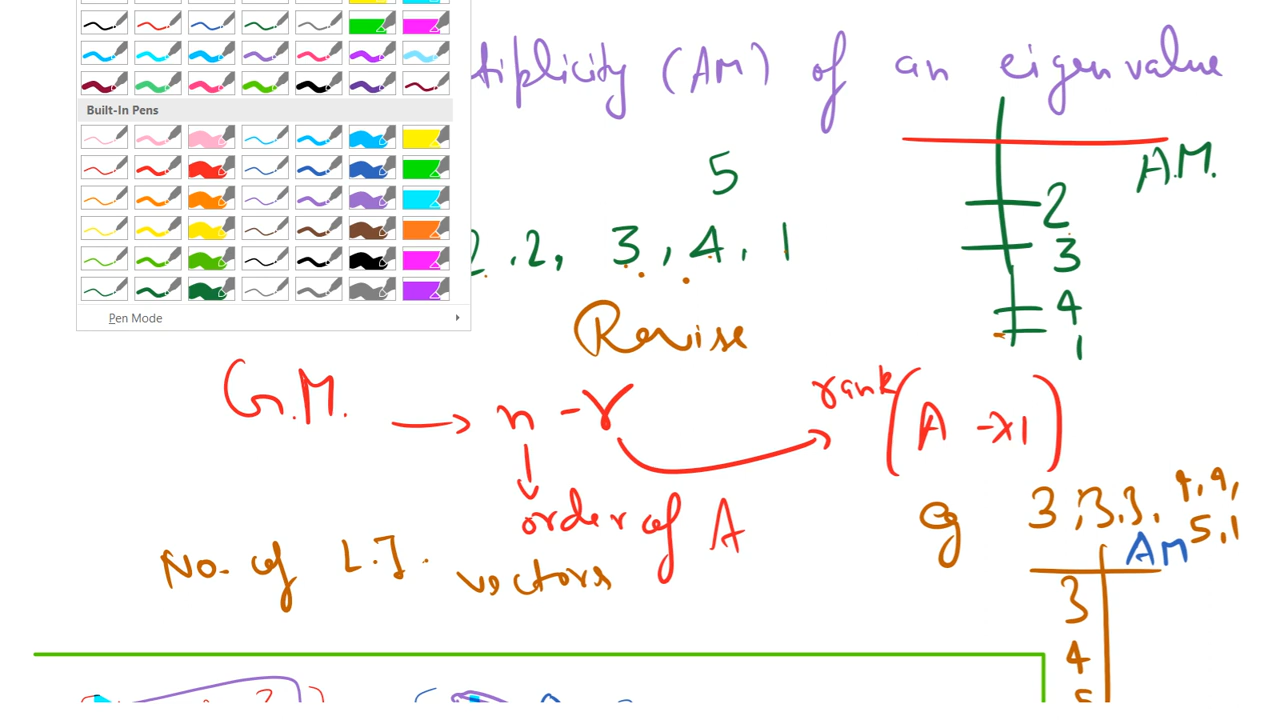 tiplicity (AM) of an eigenvalue
Built-In Pens
A.M.
5
2
2, 2, 3, 4, 1
3
4
1
Pen Mode
Revise
G.M. → n - r
rank (A - λI)
order of A
No. of L.I. vectors
eg 3, 3, 3, 4, 4,
5, 1
AM
3
4
5